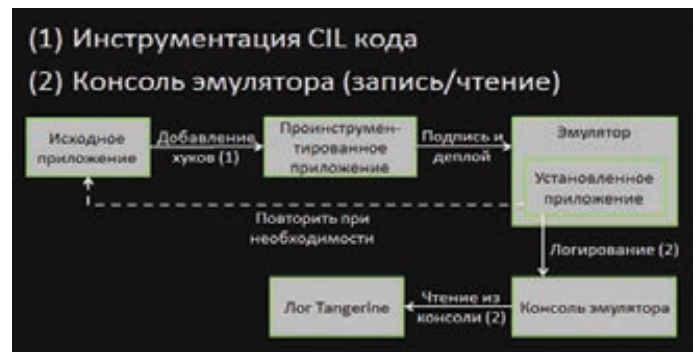 (1) Инструментация CIL кода
(2) Консоль эмулятора (запись/чтение)
Исходное
приложение
Добавление
хуков (1)
Проинструмен-
тированное
приложение
Подпись и
деплой
Эмулятор
Установленное
приложение
Повторить при
необходимости
Логирование (2)
Лог Tangerine
Чтение из
консоли (2)
Консоль эмулятора